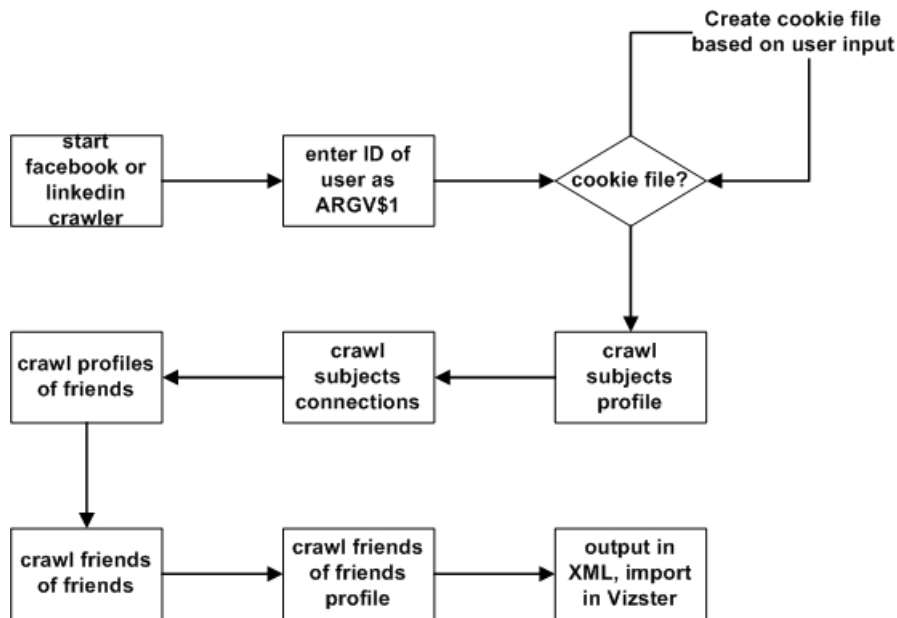 Create cookie file
based on user input
start
facebook or
linkedin
crawler
enter ID of
user as
ARGV$1
cookie file?
crawl profiles
of friends
crawl
subjects
connections
crawl
subjects
profile
crawl friends
of friends
crawl friends
of friends
profile
output in
XML, import
in Vizster